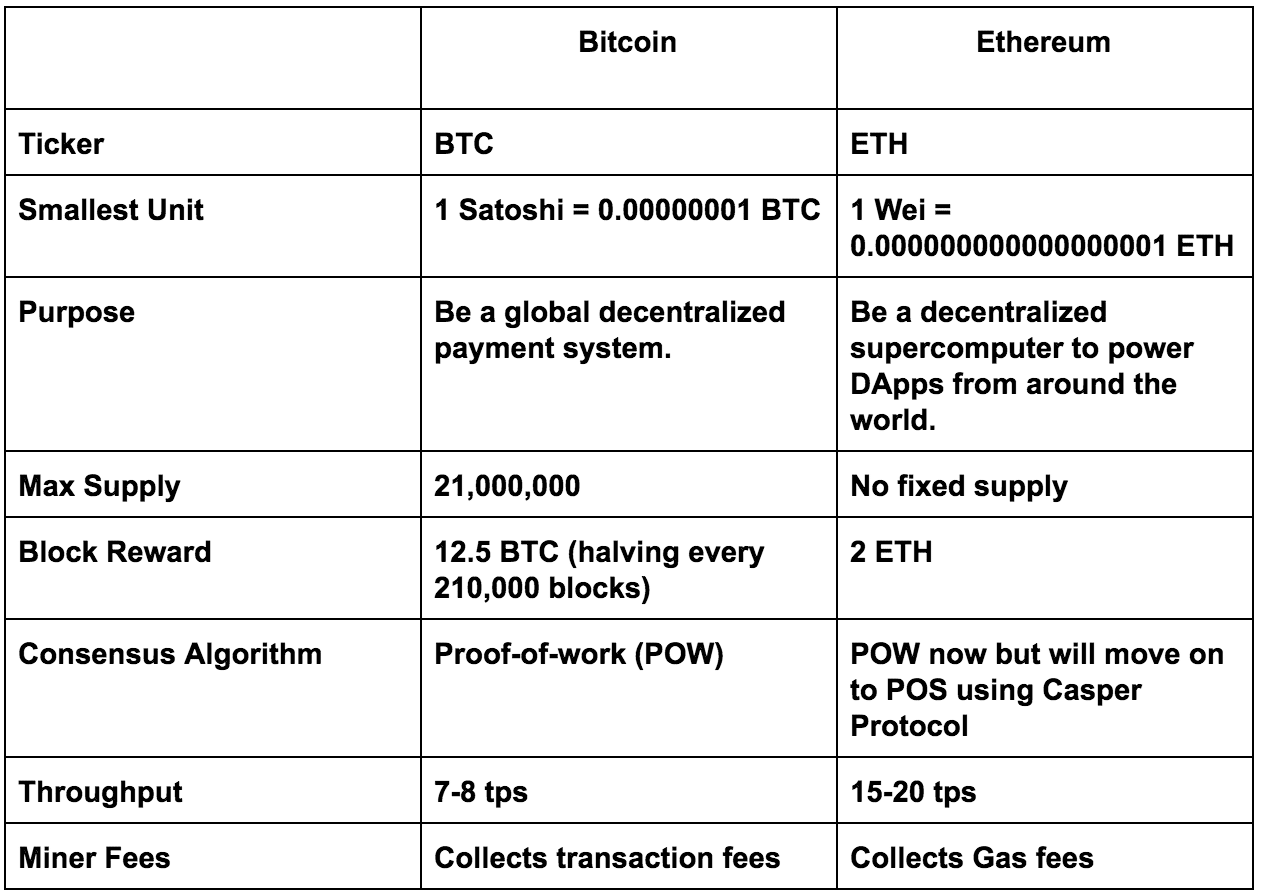 Bitcoin Ethereum
Ticker BTC ETH
Smallest Unit 1 Satoshi = 0.00000001 BTC 1 Wei =
0.000000000000000001 ETH
Purpose Be a global decentralized Be a decentralized
payment system. supercomputer to power
DApps from around the
world.
Max Supply 21,000,000 No fixed supply
Block Reward 12.5 BTC (halving every 2 ETH
210,000 blocks)
Consensus Algorithm Proof-of-work (POW) POW now but will move on
to POS using Casper
Protocol
Throughput 7-8 tps 15-20 tps
Miner Fees Collects transaction fees Collects Gas fees